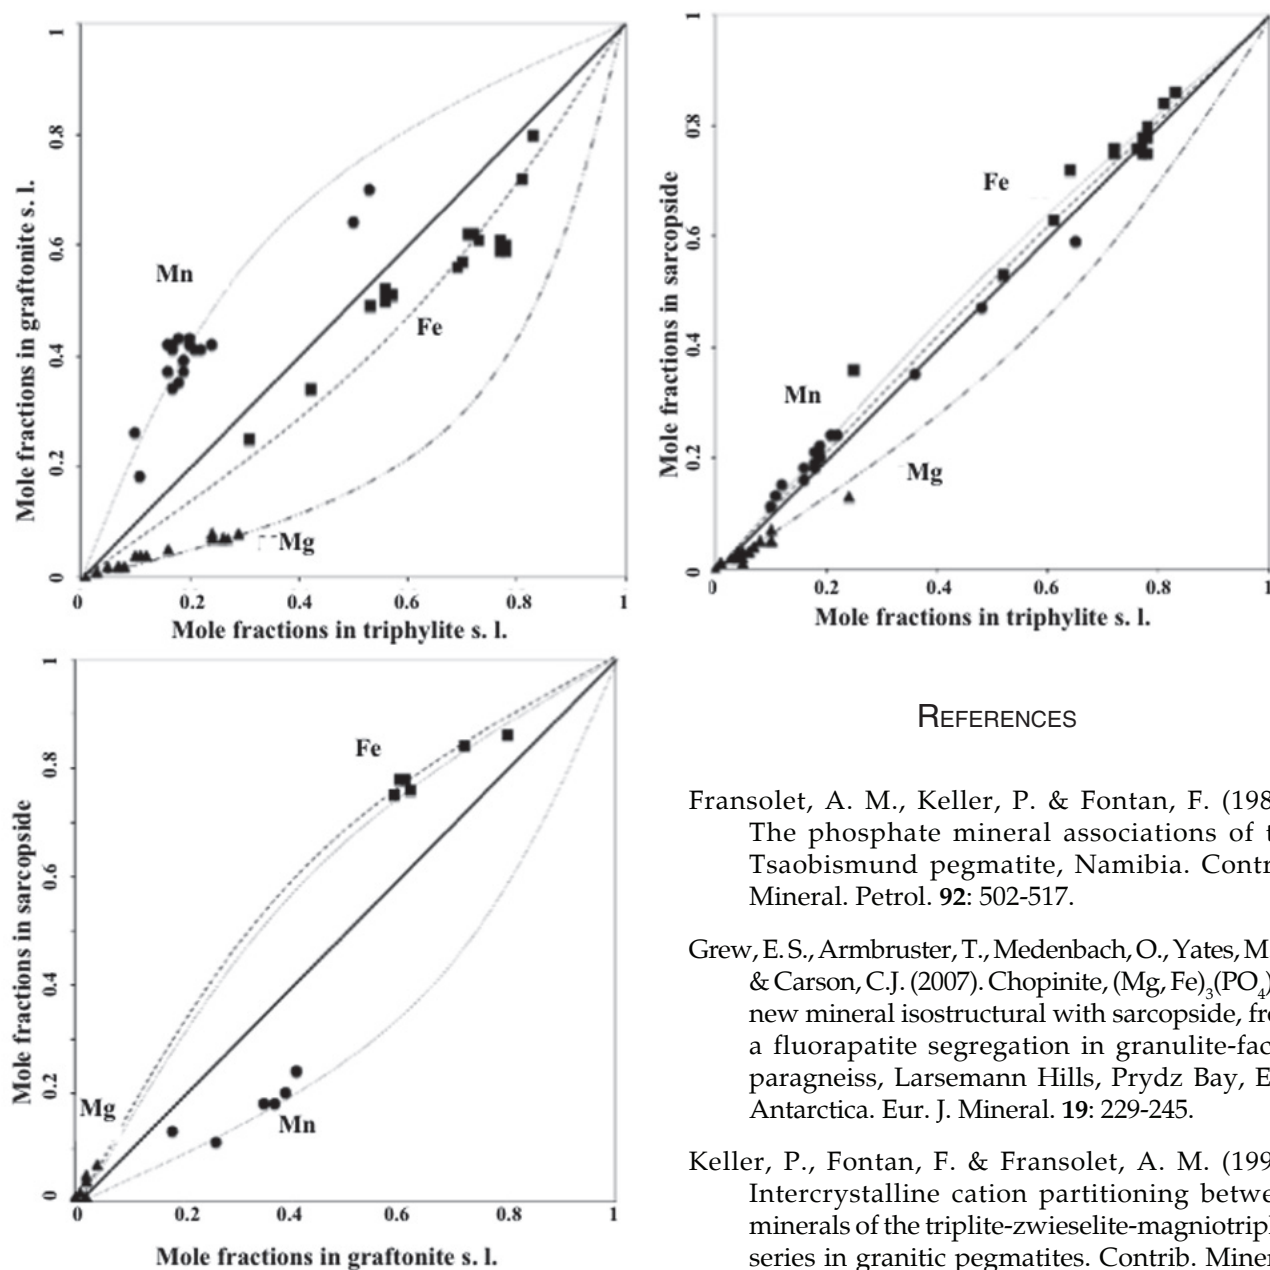 Mole fractions in graftonite s. l.
1
0.8
0.6
0.4
0.2
0
Mn
Fe
Mg
0 0.2 0.4 0.6 0.8 1
Mole fractions in triphylite s. l.
Mole fractions in sarcopside
1
0.8
0.6
0.4
0.2
0
Fe
Mn
Mg
0 0.2 0.4 0.6 0.8 1
Mole fractions in triphylite s. l.
Mole fractions in sarcopside
1
0.8
0.6
0.4
0.2
0
Fe
Mg
Mn
0 0.2 0.4 0.6 0.8 1
Mole fractions in graftonite s. l.
REFERENCES
Fransolet, A. M., Keller, P. & Fontan, F. (198
The phosphate mineral associations of t
Tsaobismund pegmatite, Namibia. Contr
Mineral. Petrol. 92: 502-517.
Grew, E. S., Armbruster, T., Medenbach, O., Yates, M.
& Carson, C.J. (2007). Chopinite, (Mg, Fe)3(PO4)
new mineral isostructural with sarcopside, fro
a fluorapatite segregation in granulite-fac
paragneiss, Larsemann Hills, Prydz Bay, E
Antarctica. Eur. J. Mineral. 19: 229-245.
Keller, P., Fontan, F. & Fransolet, A. M. (199
Intercrystalline cation partitioning betwe
minerals of the triplite-zwieselite-magniotripl
series in granitic pegmatites. Contrib. Miner